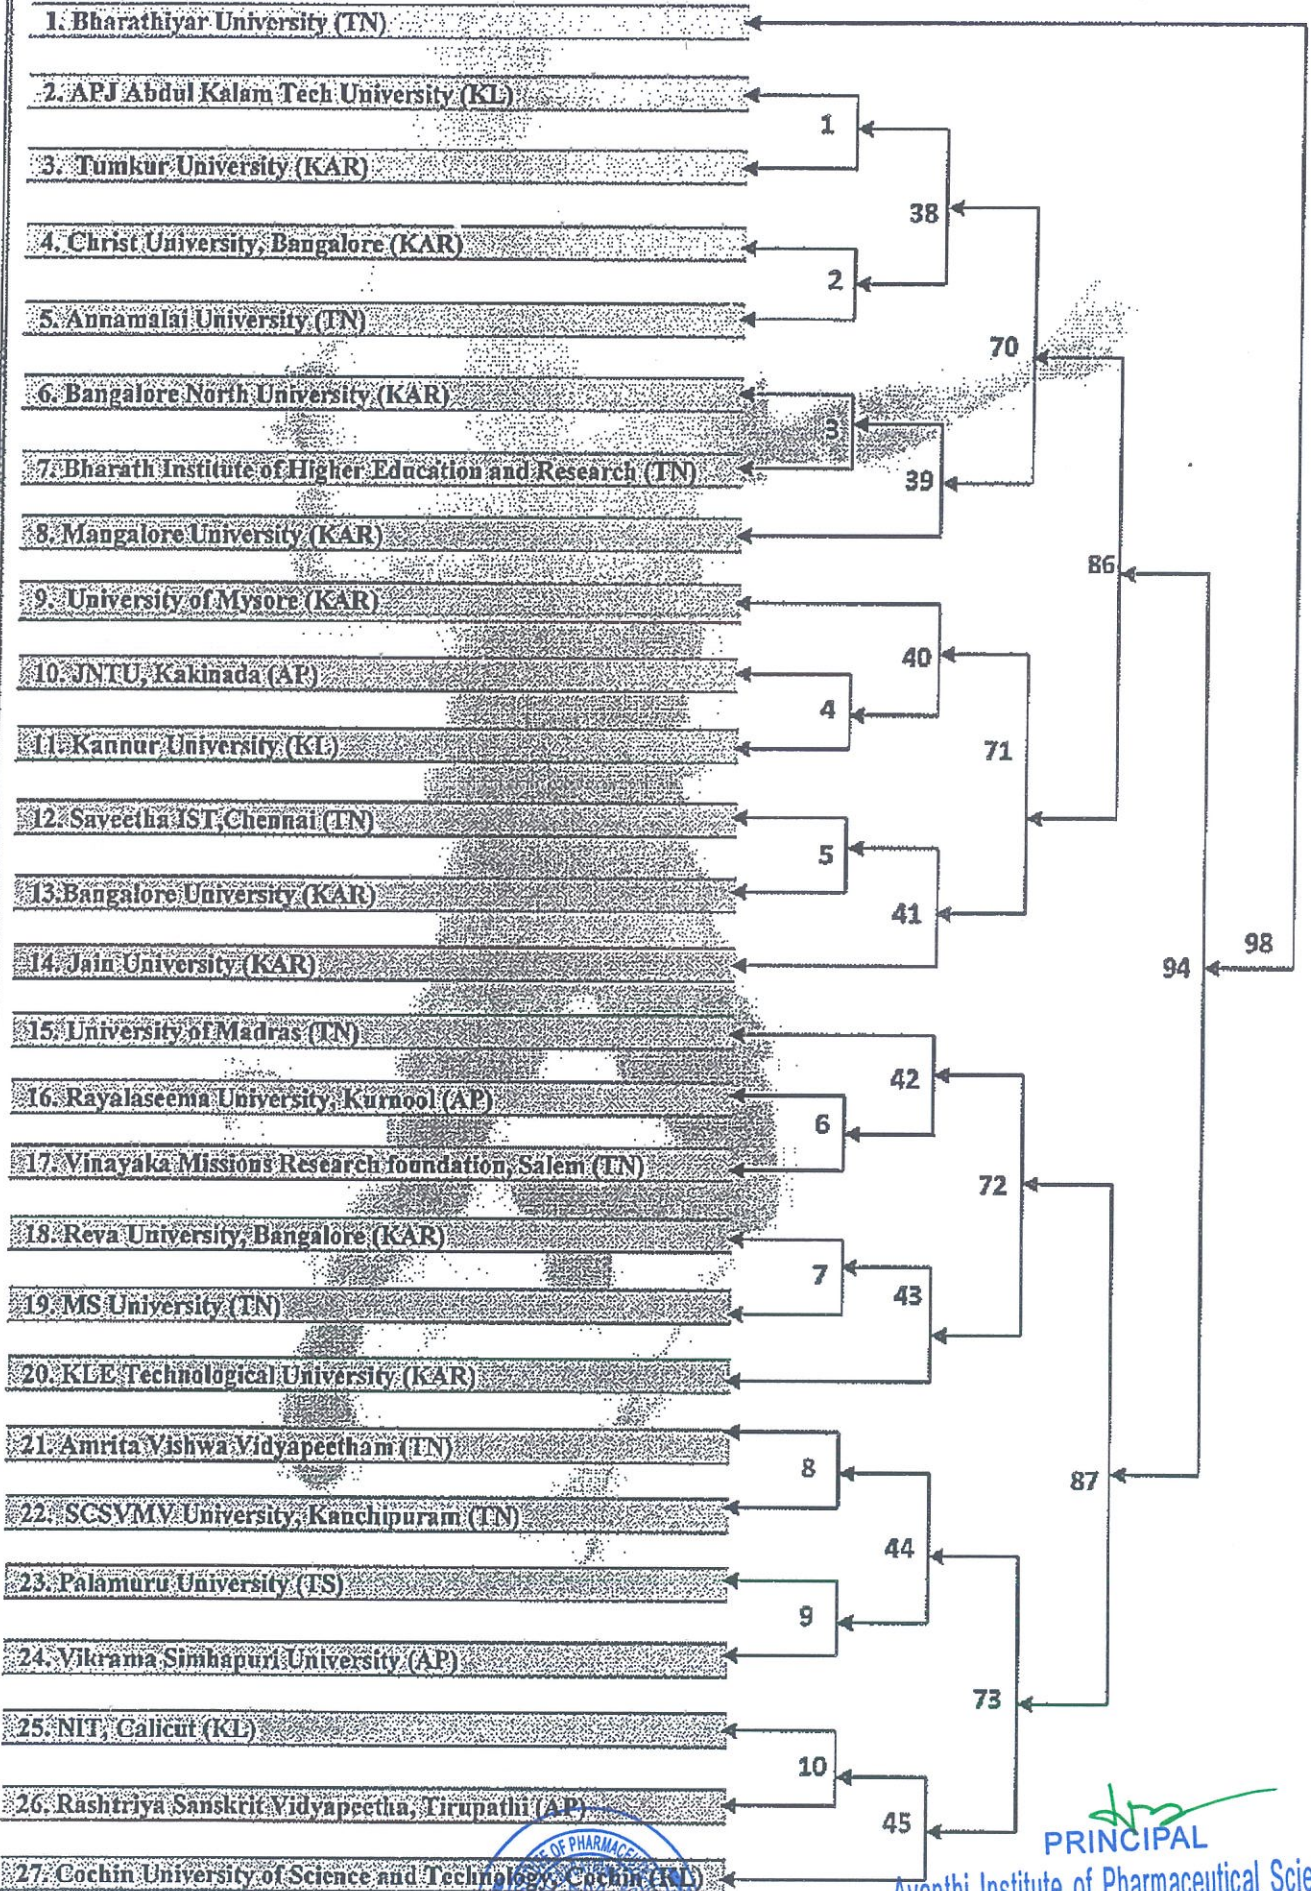 1. Bharathiyar University (TN)
2. APJ Abdul Kalam Tech University (KL)
1
3. Tumkur University (KAR)
38
4. Christ University, Bangalore (KAR)
2
5. Annamalai University (TN)
70
6. Bangalore North University (KAR)
3
7. Bharath Institute of Higher Education and Research (TN)
39
8. Mangalore University (KAR)
86
9. University of Mysore (KAR)
40
10. JNTU, Kakinada (AP)
4
11. Kannur University (KL)
71
12. Saveetha IST,Chennai (TN)
5
13.Bangalore University (KAR)
41
98
14. Jain University (KAR)
94
15. University of Madras (TN)
42
16. Rayalaseema University, Kurnool (AP)
6
17. Vinayaka Missions Research foundation, Salem (TN)
72
18. Reva University, Bangalore (KAR)
7
43
19. MS University (TN)
20. KLE Technological University (KAR)
21. Amrita Vishwa Vidyapeetham (TN)
8
87
22. SCSVMV University, Kanchipuram (TN)
44
23. Palamuru University (TS)
9
24. Vikrama Simhapuri University (AP)
73
25. NIT, Calicut (KL)
10
26. Rashtriya Sanskrit Vidyapeetha, Tirupathi (AP)
45
PRINCIPAL
OF PHARMACEU
27. Cochin University of Science and Technology, Cochin (KL)
Avanthi Institute of Pharmaceutical Scie